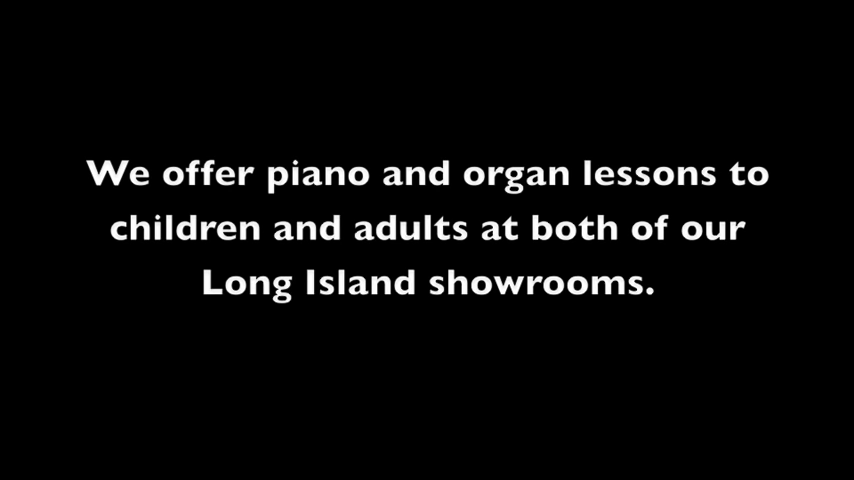 We offer piano and organ lessons to
children and adults at both of our
Long Island showrooms.